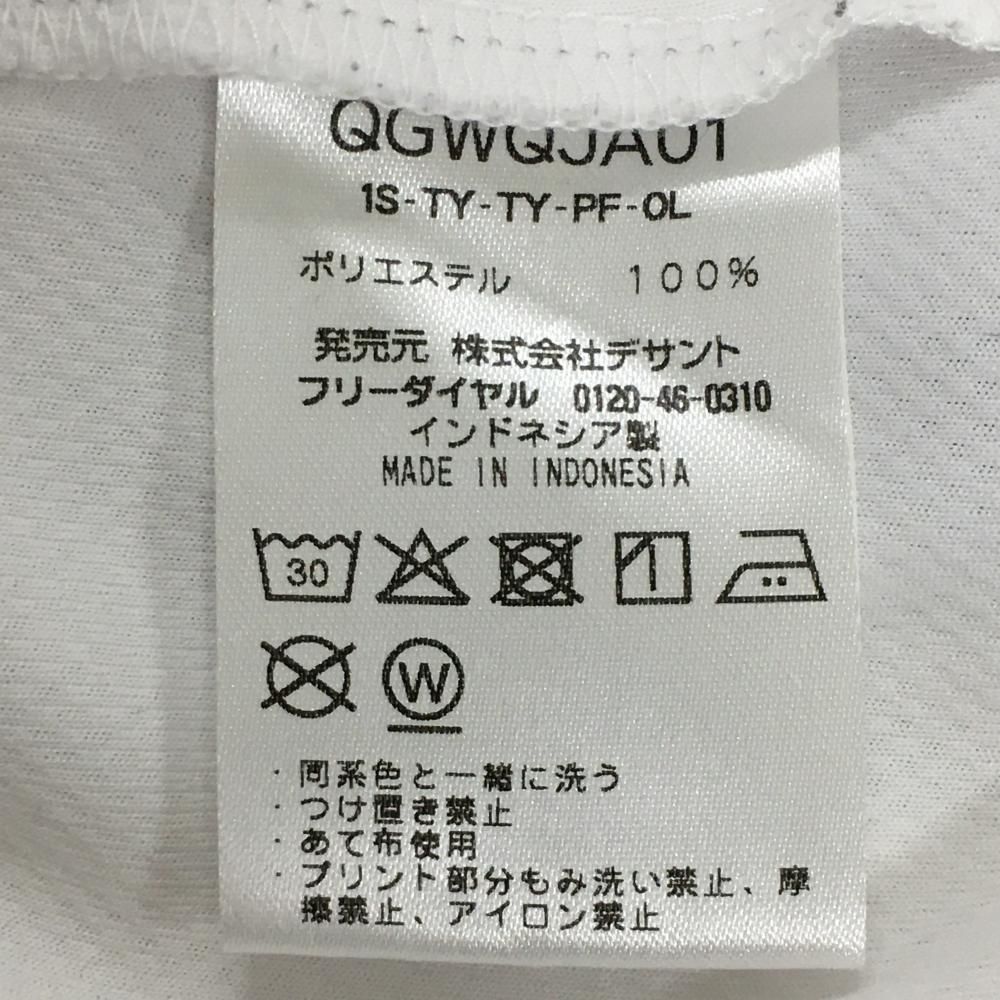 QGWQJA01
1S-TY-TY-PF-OL
ポリエステル 100%
発売元 株式会社デサント
フリーダイヤル 0120-46-0310
インドネシア製
MADE IN INDONESIA
30
W
・同系色と一緒に洗う
・つけ置き禁止
・あて布使用
・プリント部分もみ洗い禁止、摩
擦禁止、アイロン禁止